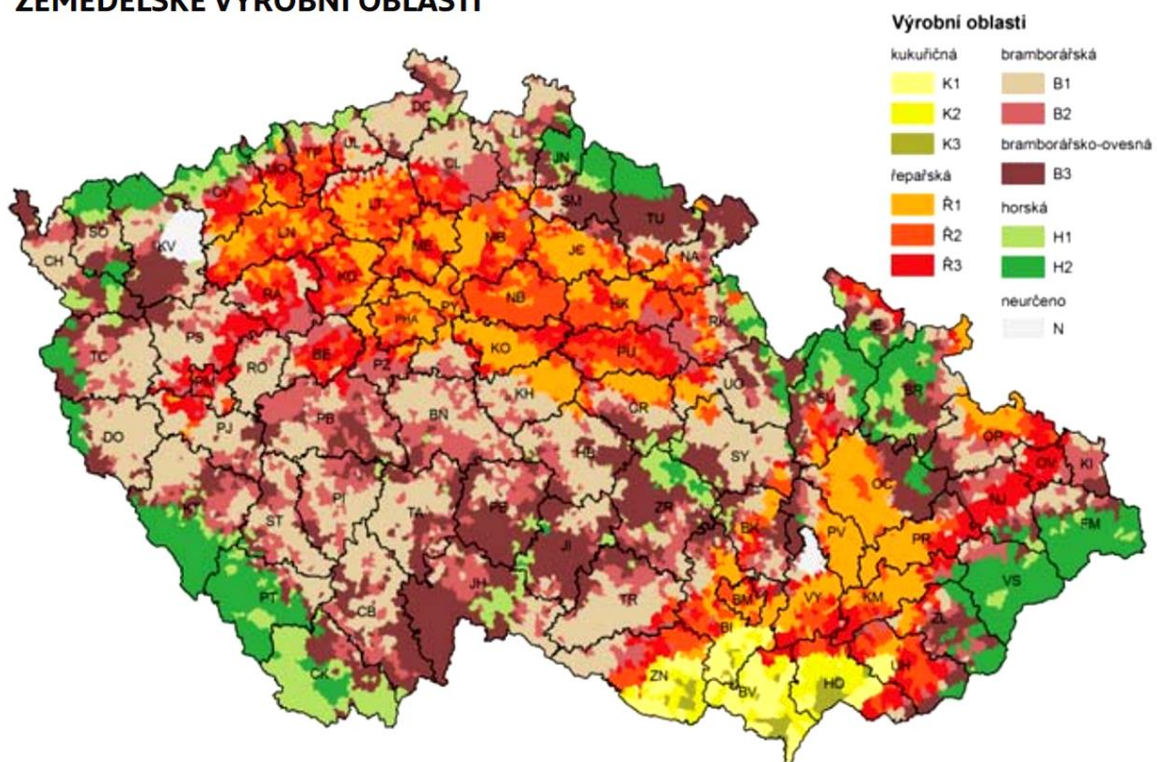 ZEMĚDĚLSKÉ VÝROBNÍ OBLASTI
Výrobní oblasti
kukuřičná
K1
K2
K3
řepařská
Ř1
Ř2
Ř3
bramborářská
B1
B2
bramborářsko-ovesná
B3
horská
H1
H2
neurčeno
N
DC
UL
LI
TP
CL
JN
MO
CV
LT
SM
TU
SO
KV
LN
ME
MB
JC
NA
CH
RA
KD
NB
HK
PY
PHA
RK
JE
PS
TC
RO
BE
KO
PU
PM
PZ
KH
UO
SU
BR
DO
PJ
PB
BN
CR
OP
SY
HB
OC
OV
KI
KT
PI
TA
PE
ZR
NJ
ST
BK
PV
PR
FM
JI
PT
JH
TR
BM
VY
KM
VS
CB
BI
ZL
CK
ZN
BV
HO
UH